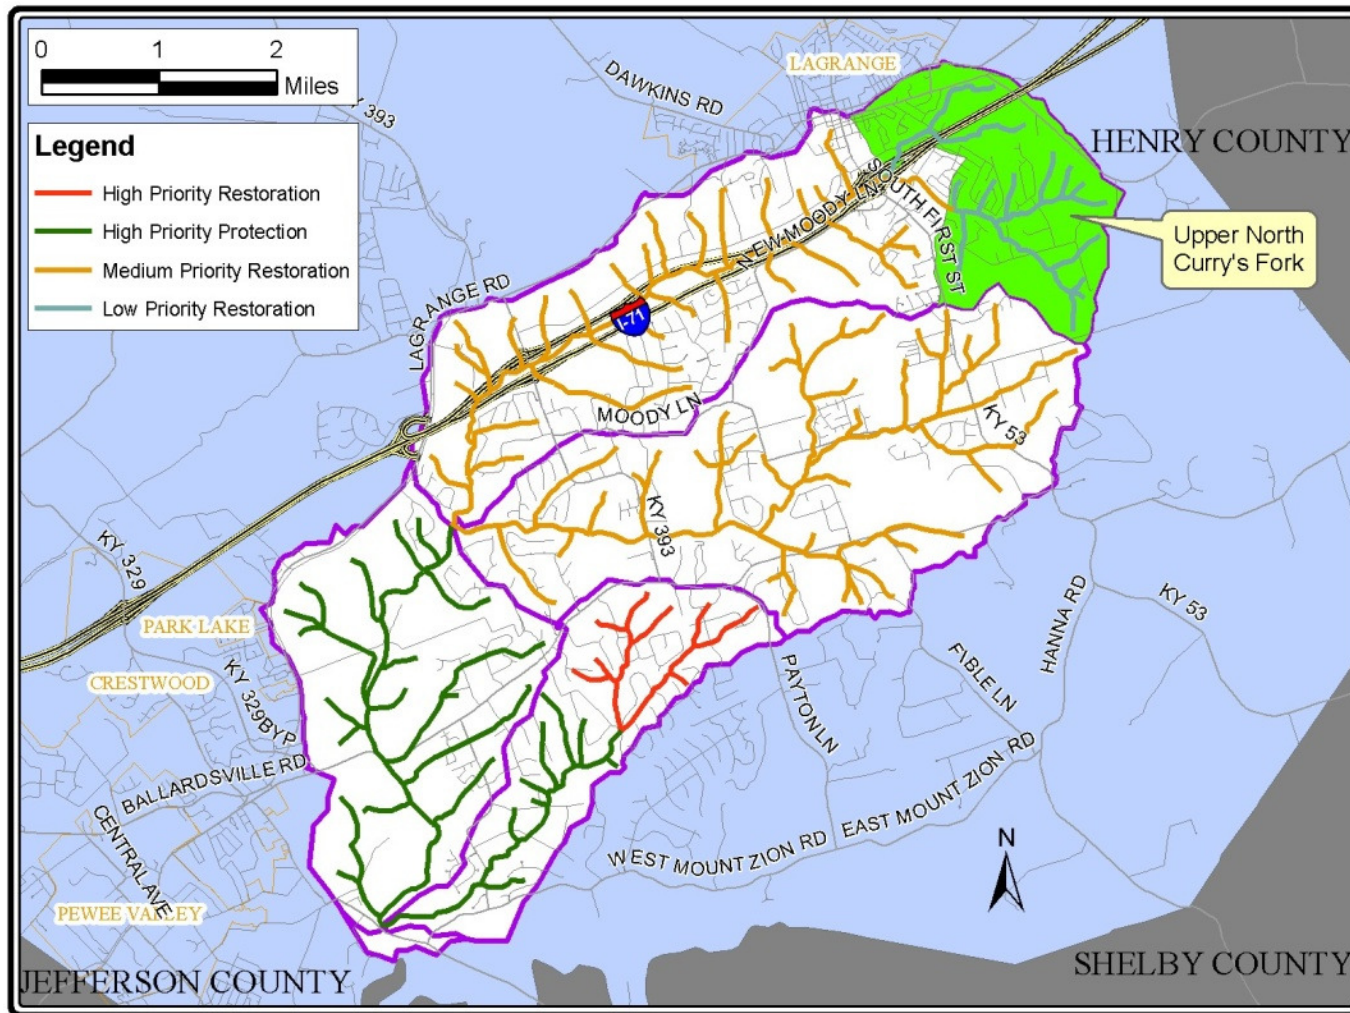 0 1 2
Miles
Y 393
Legend
High Priority Restoration
High Priority Protection
Medium Priority Restoration
Low Priority Restoration
LAGRANGE
DAWKINS RD
HENRY COUNTY
Upper North
Curry's Fork
SOUTH FIRST ST
NEW MOODY LN
LAGRANGE RD
I-71
MOODY LN
KY 53
KY 393
KY 329
PARK LAKE
CRESTWOOD
KY 329BYP
BALLARDSVILLE RD
CENTRAL AVE
PEWEE VALLEY
HANNA RD
KY 53
PAYTON LN
FIBLE LN
WEST MOUNT ZION RD
EAST MOUNT ZION RD
N
JEFFERSON COUNTY
SHELBY COUNTY